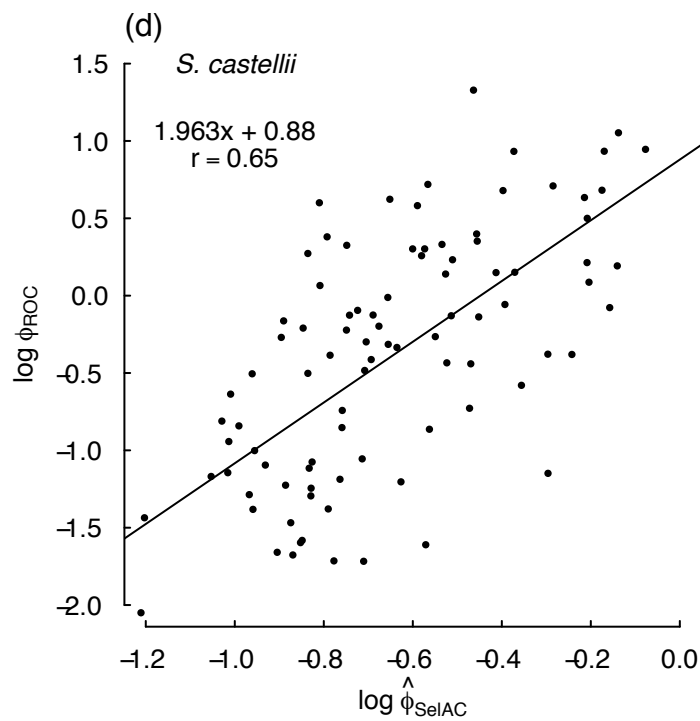 (d)
S. castellii
1.963x + 0.88
r = 0.65
log ϕROC
1.5
1.0
0.5
0.0
−0.5
−1.0
−1.5
−2.0
−1.2 −1.0 −0.8 −0.6 −0.4 −0.2 0.0
log ϕ̂SelAC